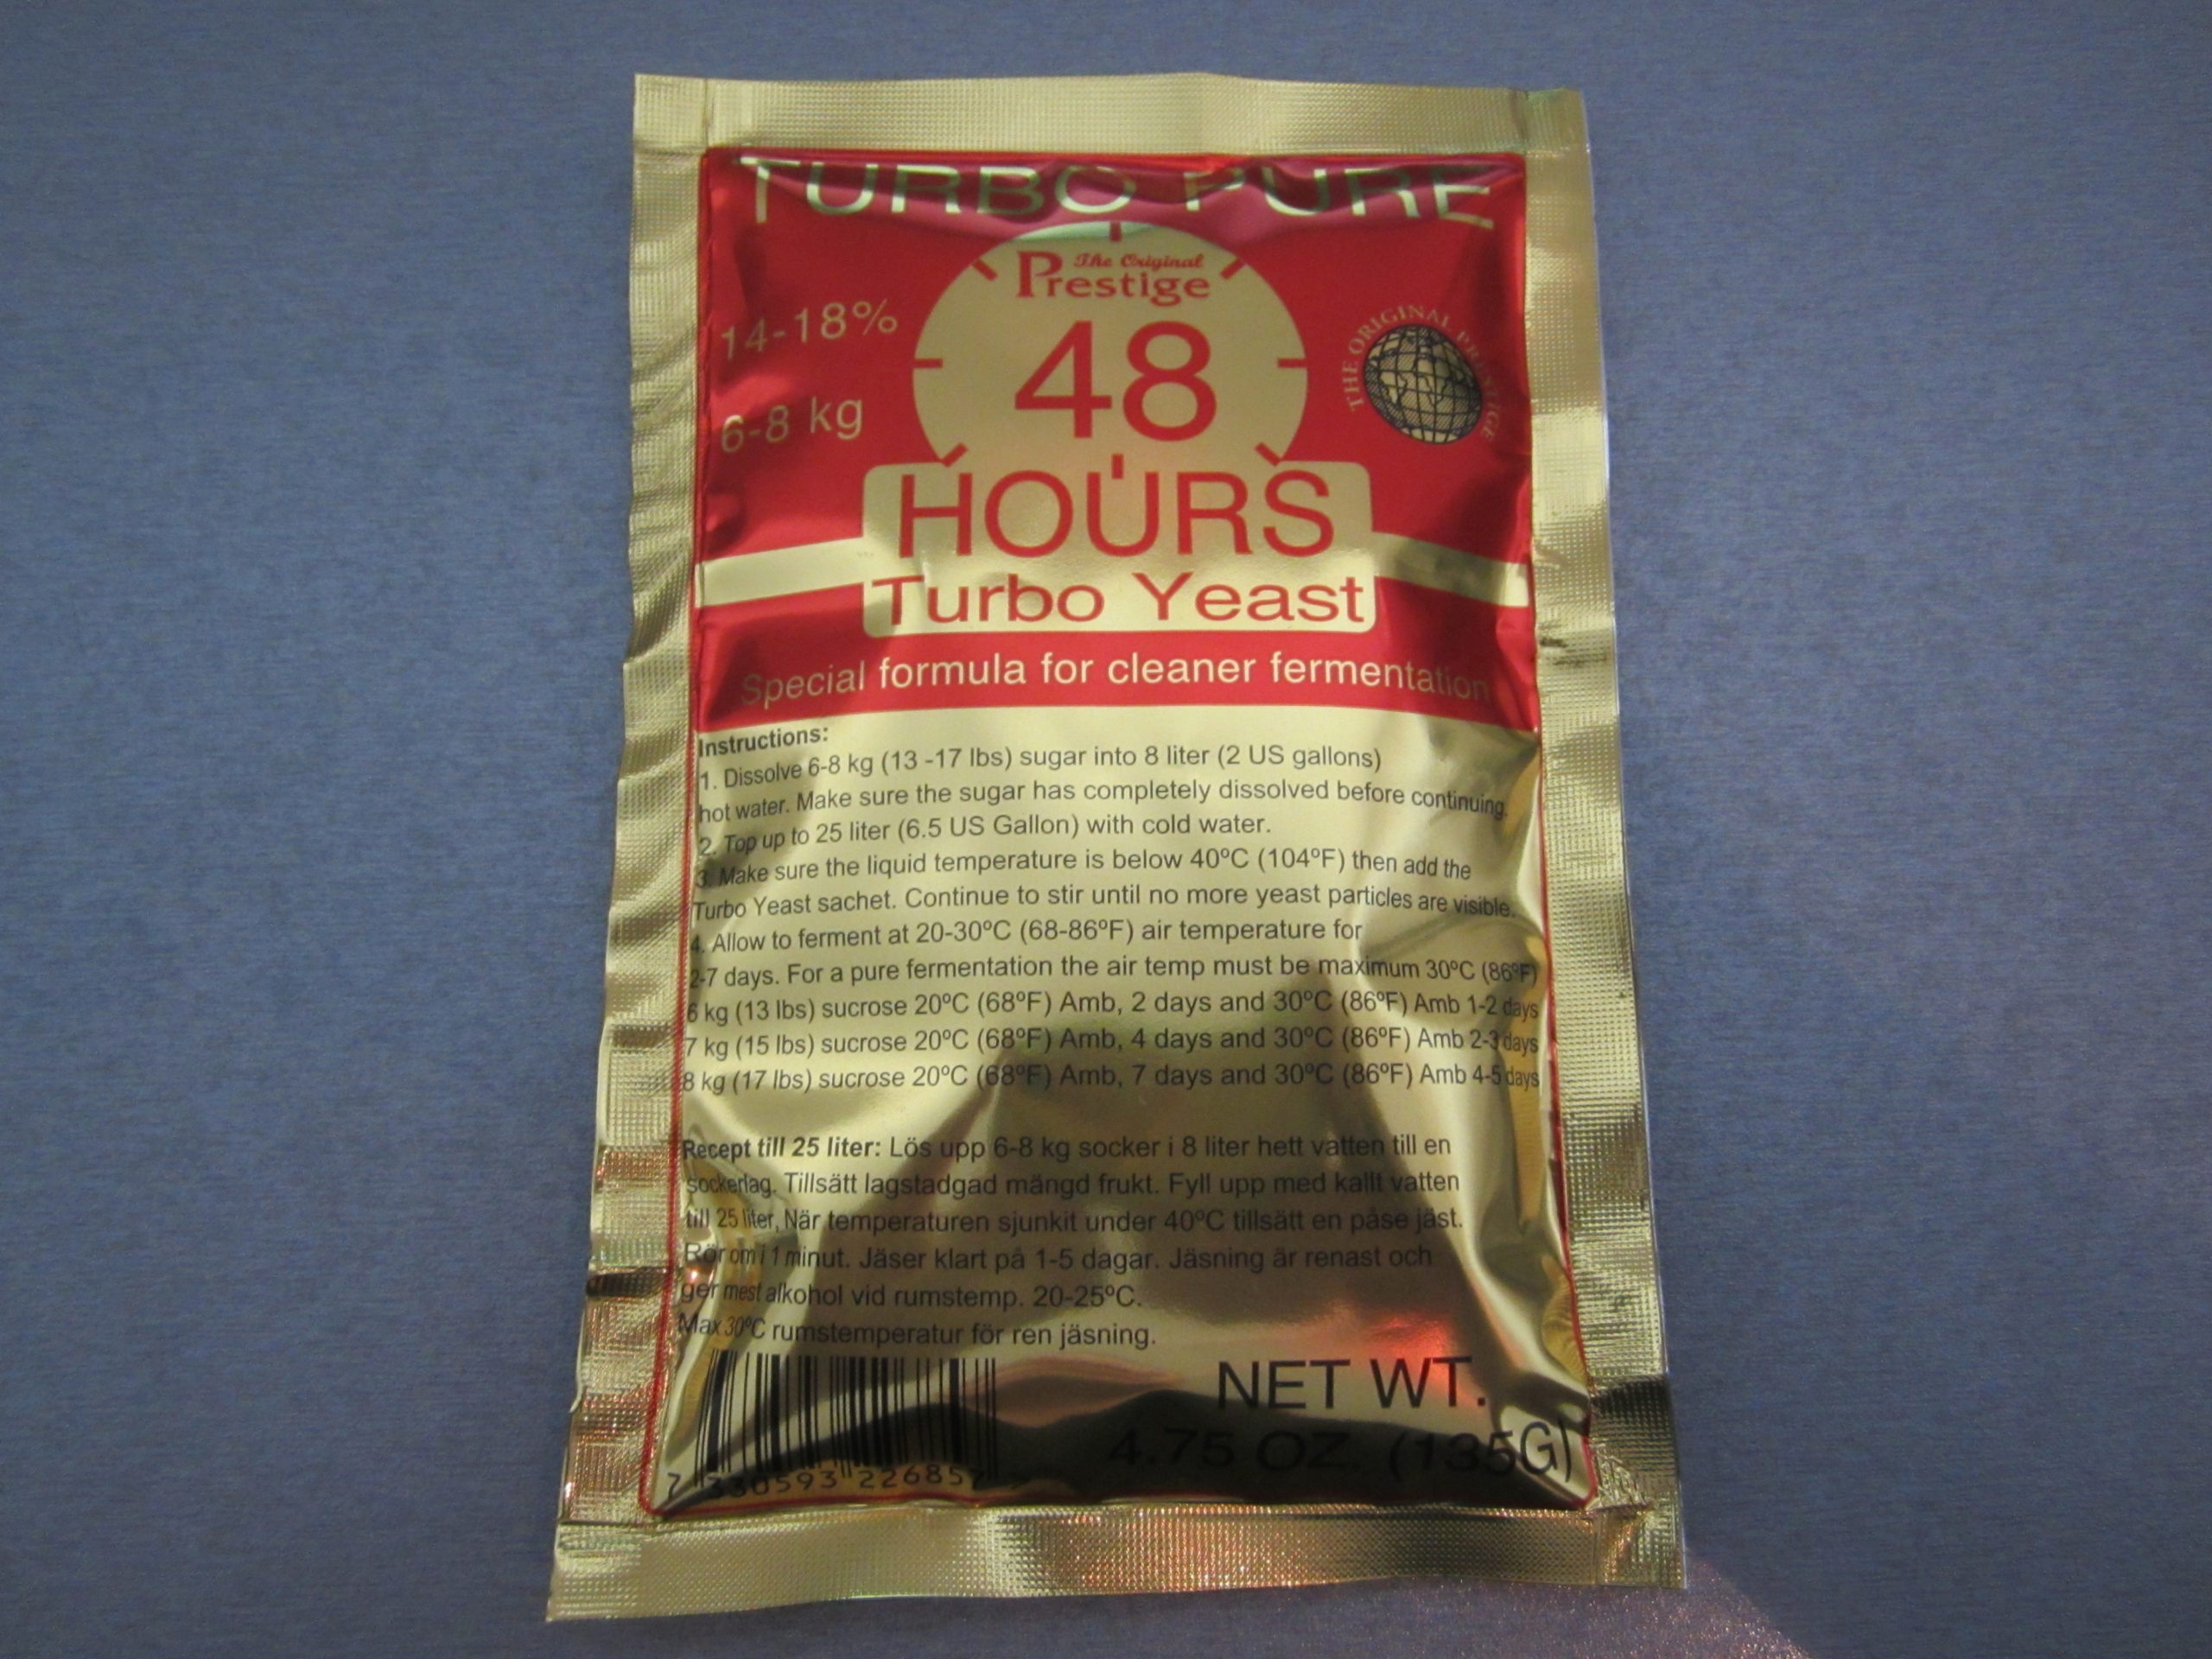 TURBO PURE
The Original
Prestige
14-18%
6-8 kg
48
HOURS
Turbo Yeast
THE ORIGINAL PRESTIGE
Special formula for cleaner fermentation
Instructions:
1. Dissolve 6-8 kg (13 -17 lbs) sugar into 8 liter (2 US gallons)
hot water. Make sure the sugar has completely dissolved before continuing.
2. Top up to 25 liter (6.5 US Gallon) with cold water.
3. Make sure the liquid temperature is below 40ºC (104ºF) then add the
Turbo Yeast sachet. Continue to stir until no more yeast particles are visible.
4. Allow to ferment at 20-30ºC (68-86ºF) air temperature for
2-7 days. For a pure fermentation the air temp must be maximum 30ºC (86ºF)
6 kg (13 lbs) sucrose 20ºC (68ºF) Amb, 2 days and 30ºC (86ºF) Amb 1-2 days
7 kg (15 lbs) sucrose 20ºC (68ºF) Amb, 4 days and 30ºC (86ºF) Amb 2-3 days
8 kg (17 lbs) sucrose 20ºC (68ºF) Amb, 7 days and 30ºC (86ºF) Amb 4-5 days
Recept till 25 liter: Lös upp 6-8 kg socker i 8 liter hett vatten till en
sockerlag. Tillsätt lagstadgad mängd frukt. Fyll upp med kallt vatten
till 25 liter, När temperaturen sjunkit under 40ºC tillsätt en påse jäst.
Rör om i 1 minut. Jäser klart på 1-5 dagar. Jäsning är renast och
ger mest alkohol vid rumstemp. 20-25ºC.
Max 30ºC rumstemperatur för ren jäsning.
NET WT.
4.75 OZ. (135G)
7 330593 226857 >